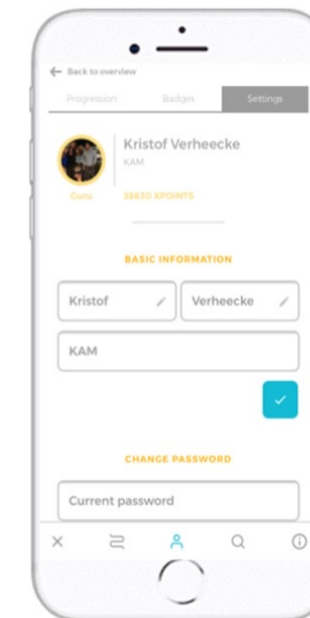 Back to overview
Progression Badges Settings
Kristof Verheecke
KAM
Guru 38630 XPOINTS
BASIC INFORMATION
Kristof Verheecke
KAM
CHANGE PASSWORD
Current password